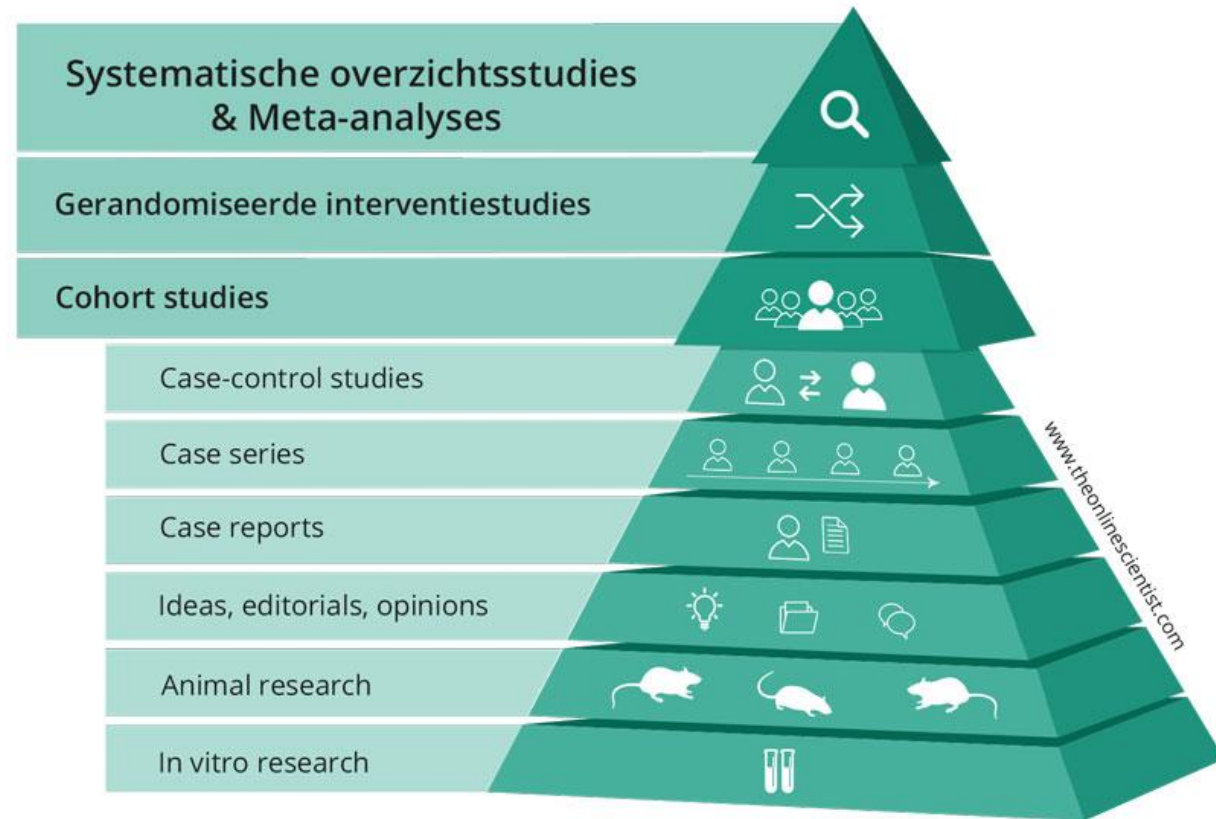 Systematische overzichtsstudies
& Meta-analyses
Gerandomiseerde interventiestudies
Cohort studies
Case-control studies
Case series
Case reports
Ideas, editorials, opinions
Animal research
In vitro research
www.theonlinescientist.com